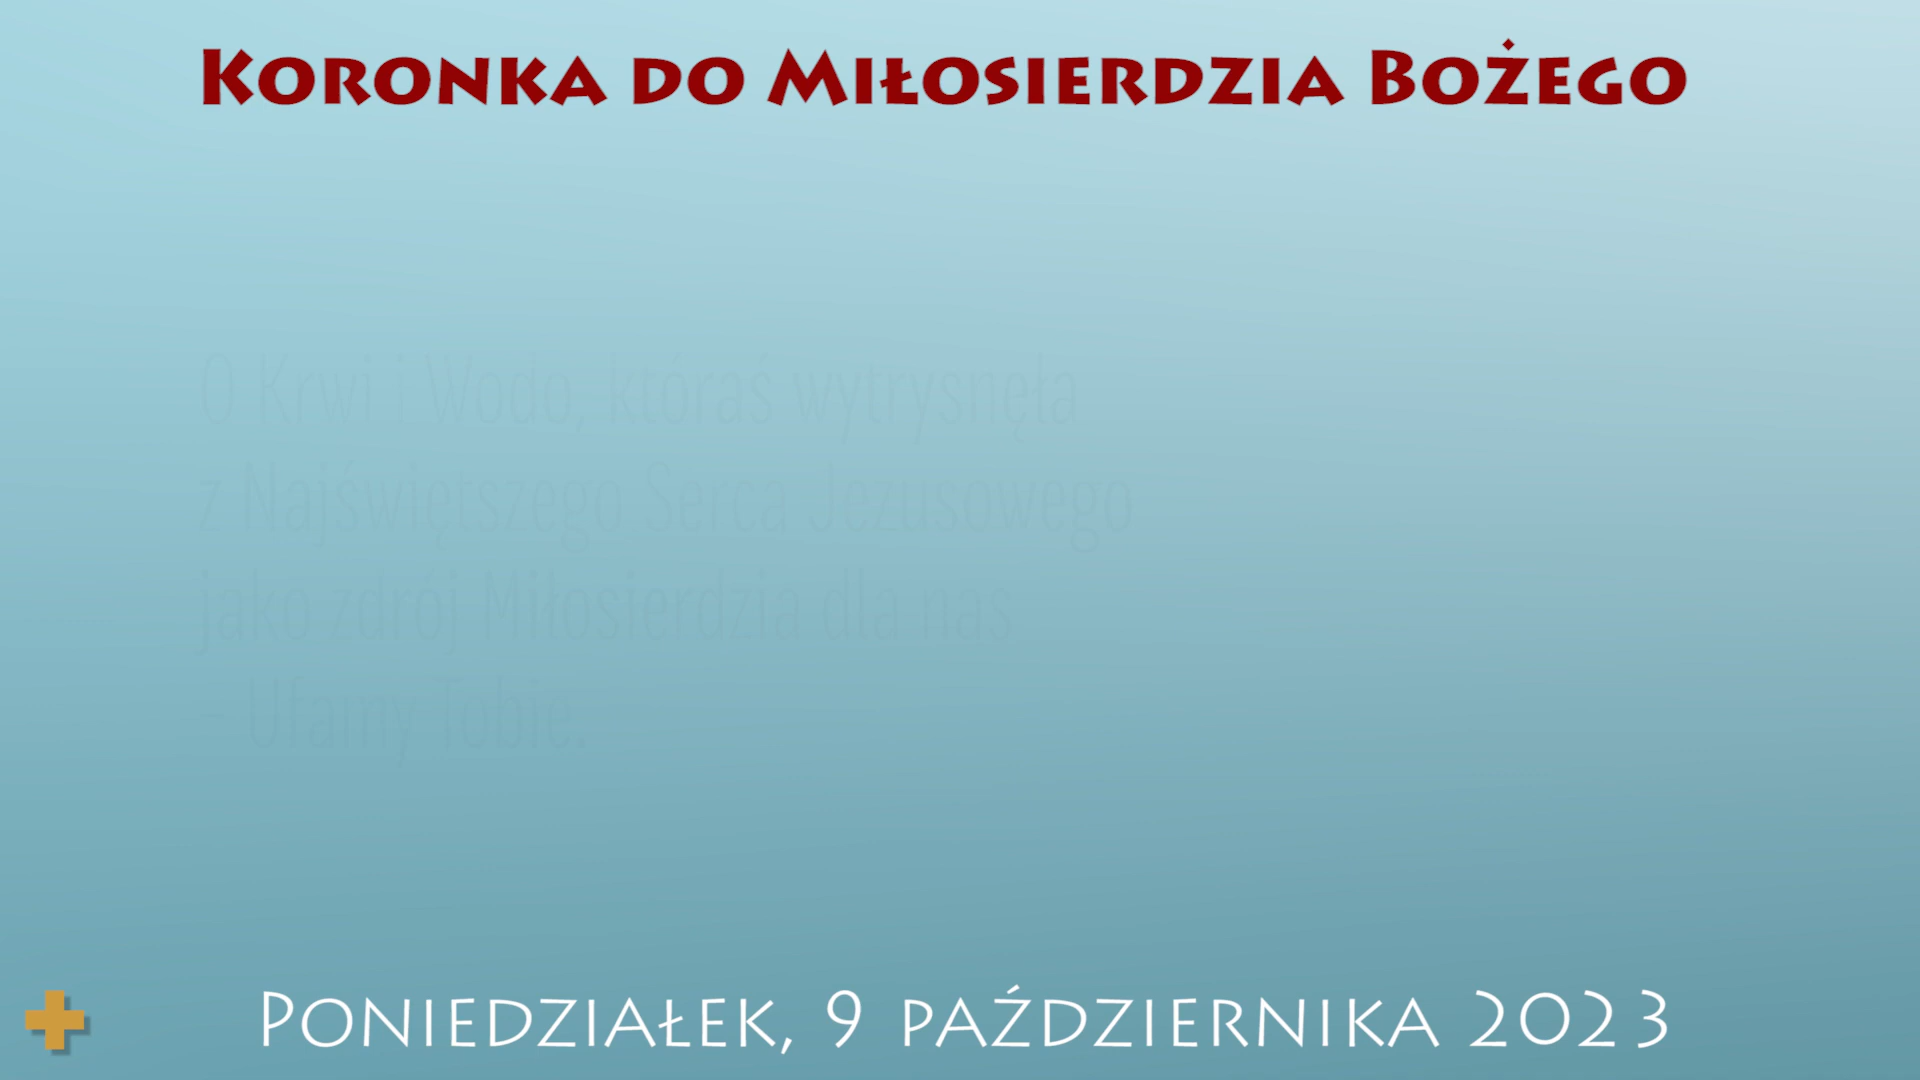 Koronka do Miłosierdzia Bożego
O Krwi i Wodo, któraś wytrysnęła
z Najświętszego Serca Jezusowego
jako zdrój Miłosierdzia dla nas
– Ufamy Tobie.
Poniedziałek, 9 października 2023